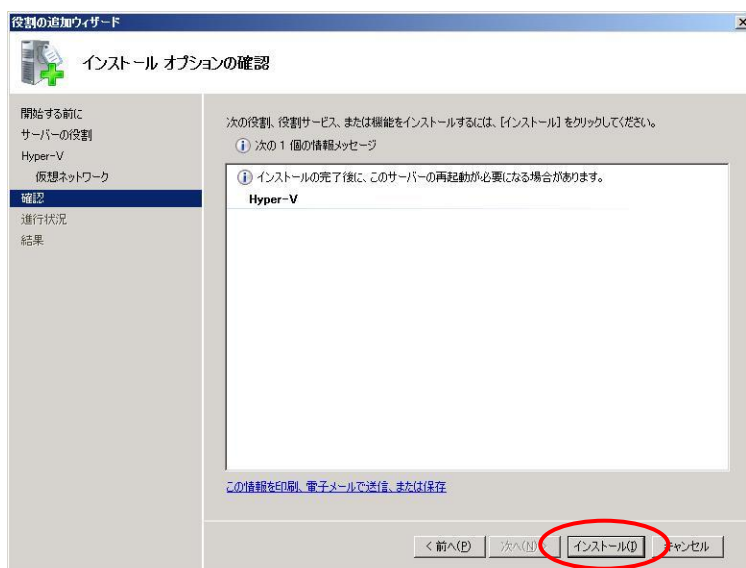 役割の追加ウィザード
インストール オプションの確認
開始する前に
サーバーの役割
Hyper-V
仮想ネットワーク
確認
進行状況
結果
次の役割、役割サービス、または機能をインストールするには、[インストール] をクリックしてください。
次の 1 個の情報メッセージ
インストールの完了後に、このサーバーの再起動が必要になる場合があります。
Hyper-V
この情報を印刷、電子メールで送信、または保存
< 前へ(P) 次へ(N) インストール(I) キャンセル